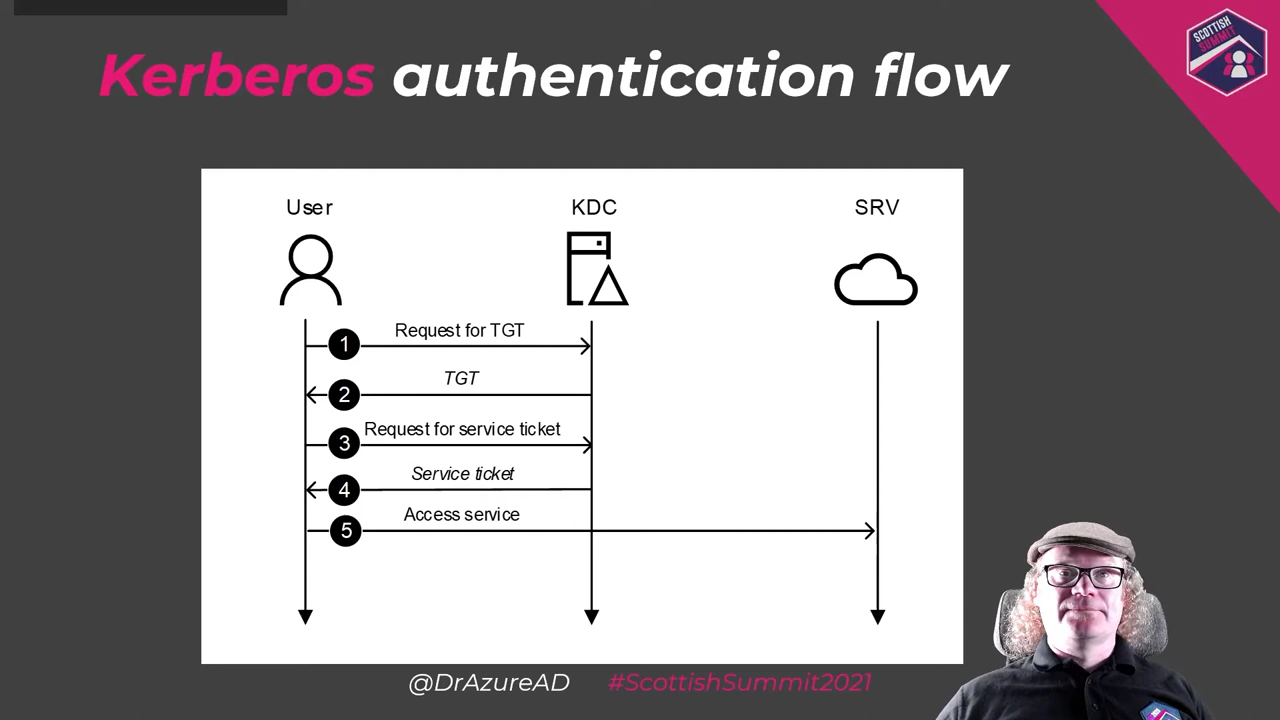 SCOTTISH
SUMMIT
Kerberos authentication flow
User
KDC
SRV
1
Request for TGT
2
TGT
3
Request for service ticket
4
Service ticket
5
Access service
@DrAzureAD
#ScottishSummit2021